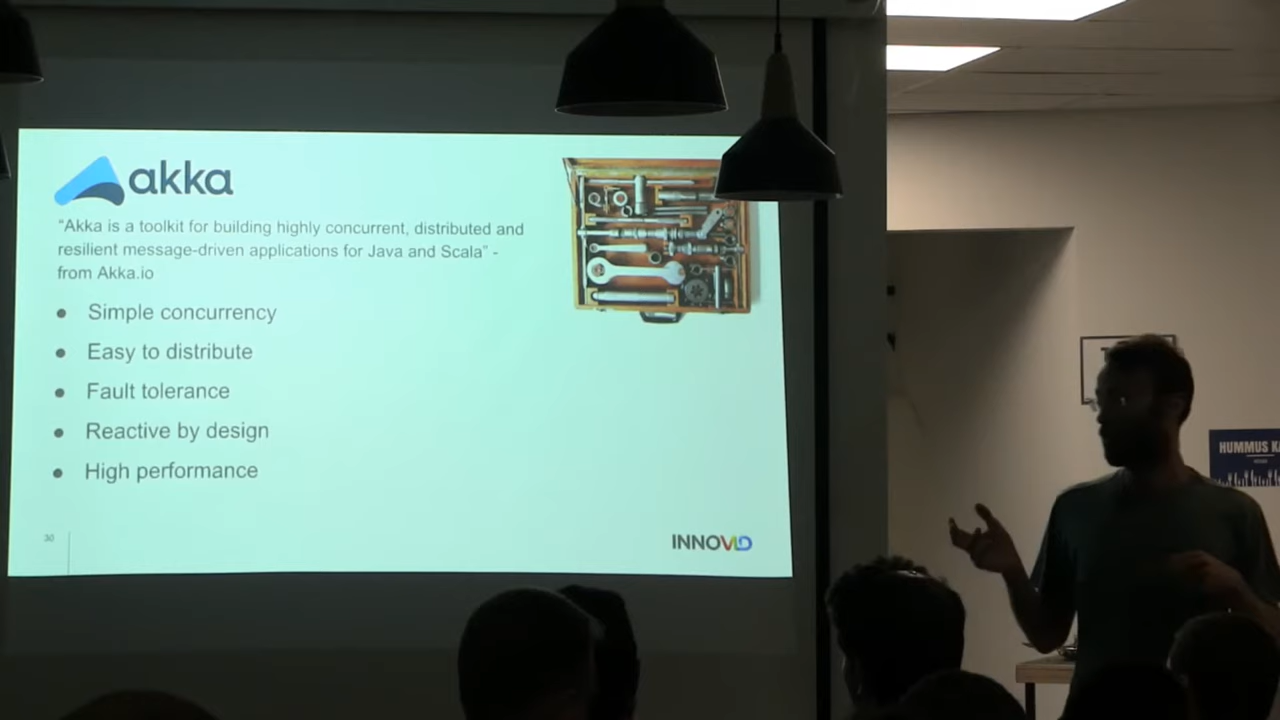 akka
“Akka is a toolkit for building highly concurrent, distributed and
resilient message-driven applications for Java and Scala” -
from Akka.io
● Simple concurrency
● Easy to distribute
● Fault tolerance
● Reactive by design
● High performance
30
INNOVID
HUMMUS